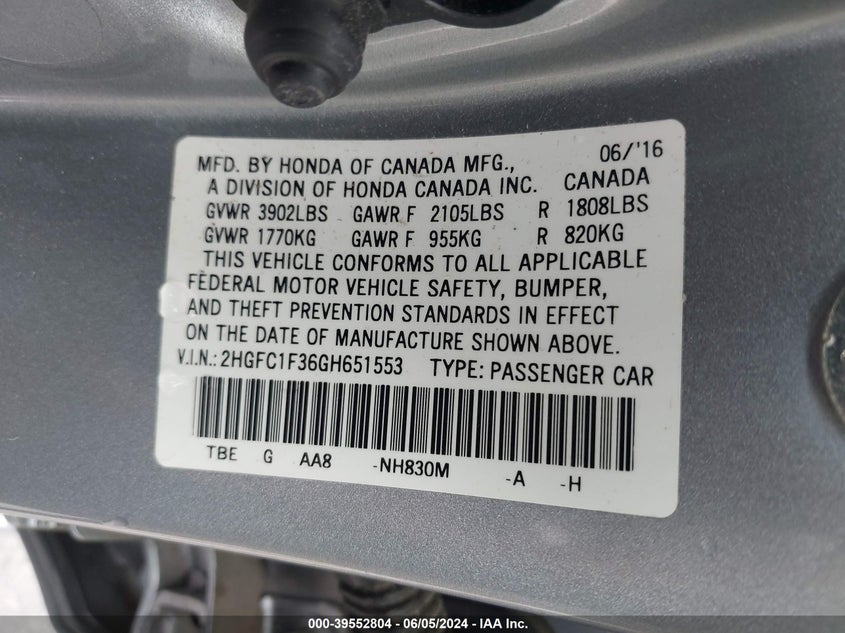 MFD. BY HONDA OF CANADA MFG., 06/'16
A DIVISION OF HONDA CANADA INC. CANADA
GVWR 3902LBS GAWR F 2105LBS R 1808LBS
GVWR 1770KG GAWR F 955KG R 820KG
THIS VEHICLE CONFORMS TO ALL APPLICABLE
FEDERAL MOTOR VEHICLE SAFETY, BUMPER,
AND THEFT PREVENTION STANDARDS IN EFFECT
ON THE DATE OF MANUFACTURE SHOWN ABOVE.
V.I.N.: 2HGFC1F36GH651553 TYPE: PASSENGER CAR
TBE G AA8 -NH830M -A -H
000-39552804 - 06/05/2024 - IAA Inc.